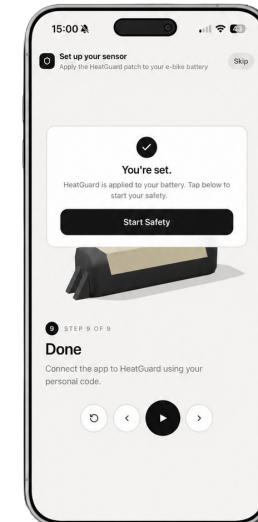 15:00
43
Set up your sensor
Apply the HeatGuard patch to your e-bike battery
Skip
You're set.
HeatGuard is applied to your battery. Tap below to
start your safety.
Start Safety
9 STEP 9 OF 9
Done
Connect the app to HeatGuard using your
personal code.